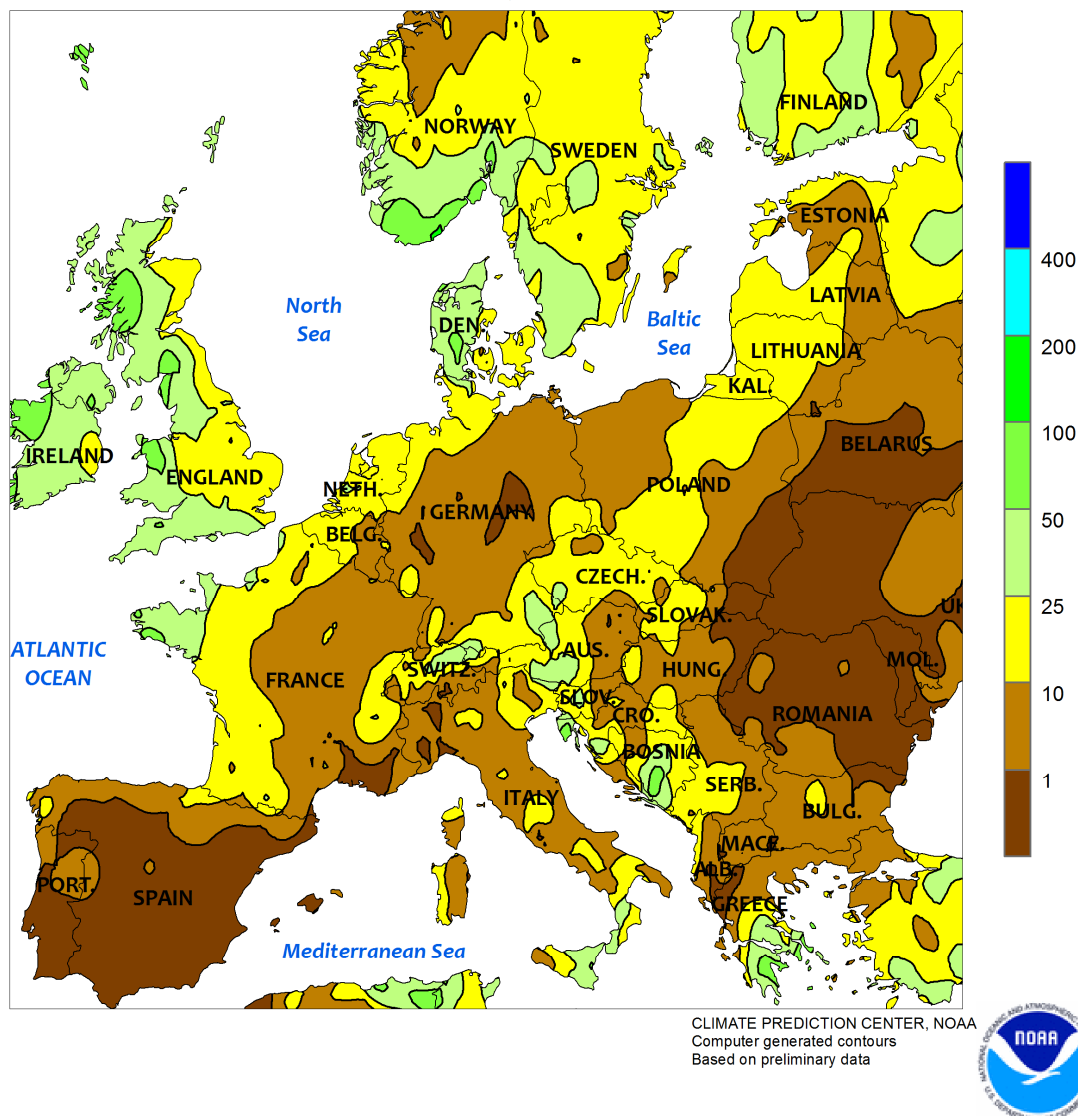 FINLAND
NORWAY
SWEDEN
ESTONIA
North
Sea
LATVIA
Baltic
Sea
DEN.
LITHUANIA
KAL.
BELARUS
IRELAND
ENGLAND
NETH.
POLAND
GERMANY
BELG.
CZECH.
UK
SLOVAK.
ATLANTIC
OCEAN
AUS.
MOL.
SWITZ.
HUNG.
FRANCE
SLOV.
CRO.
ROMANIA
BOSNIA
SERB.
ITALY
BULG.
MACE.
ALB.
PORT.
SPAIN
GREECE
Mediterranean Sea
400
200
100
50
25
10
1
CLIMATE PREDICTION CENTER, NOAA
Computer generated contours
Based on preliminary data
NOAA